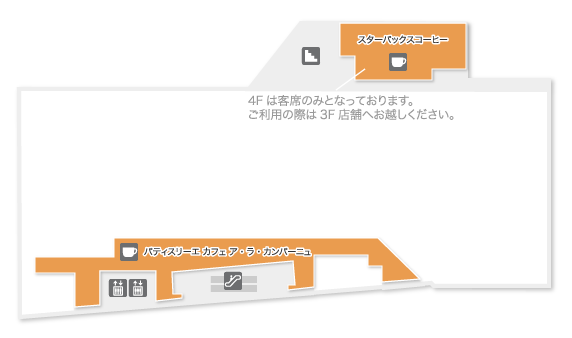 スターバックスコーヒー
4F は客席のみとなっております。
ご利用の際は 3F 店舗へお越しください。
パティスリーエ カフェ ア・ラ・カンパーニュ